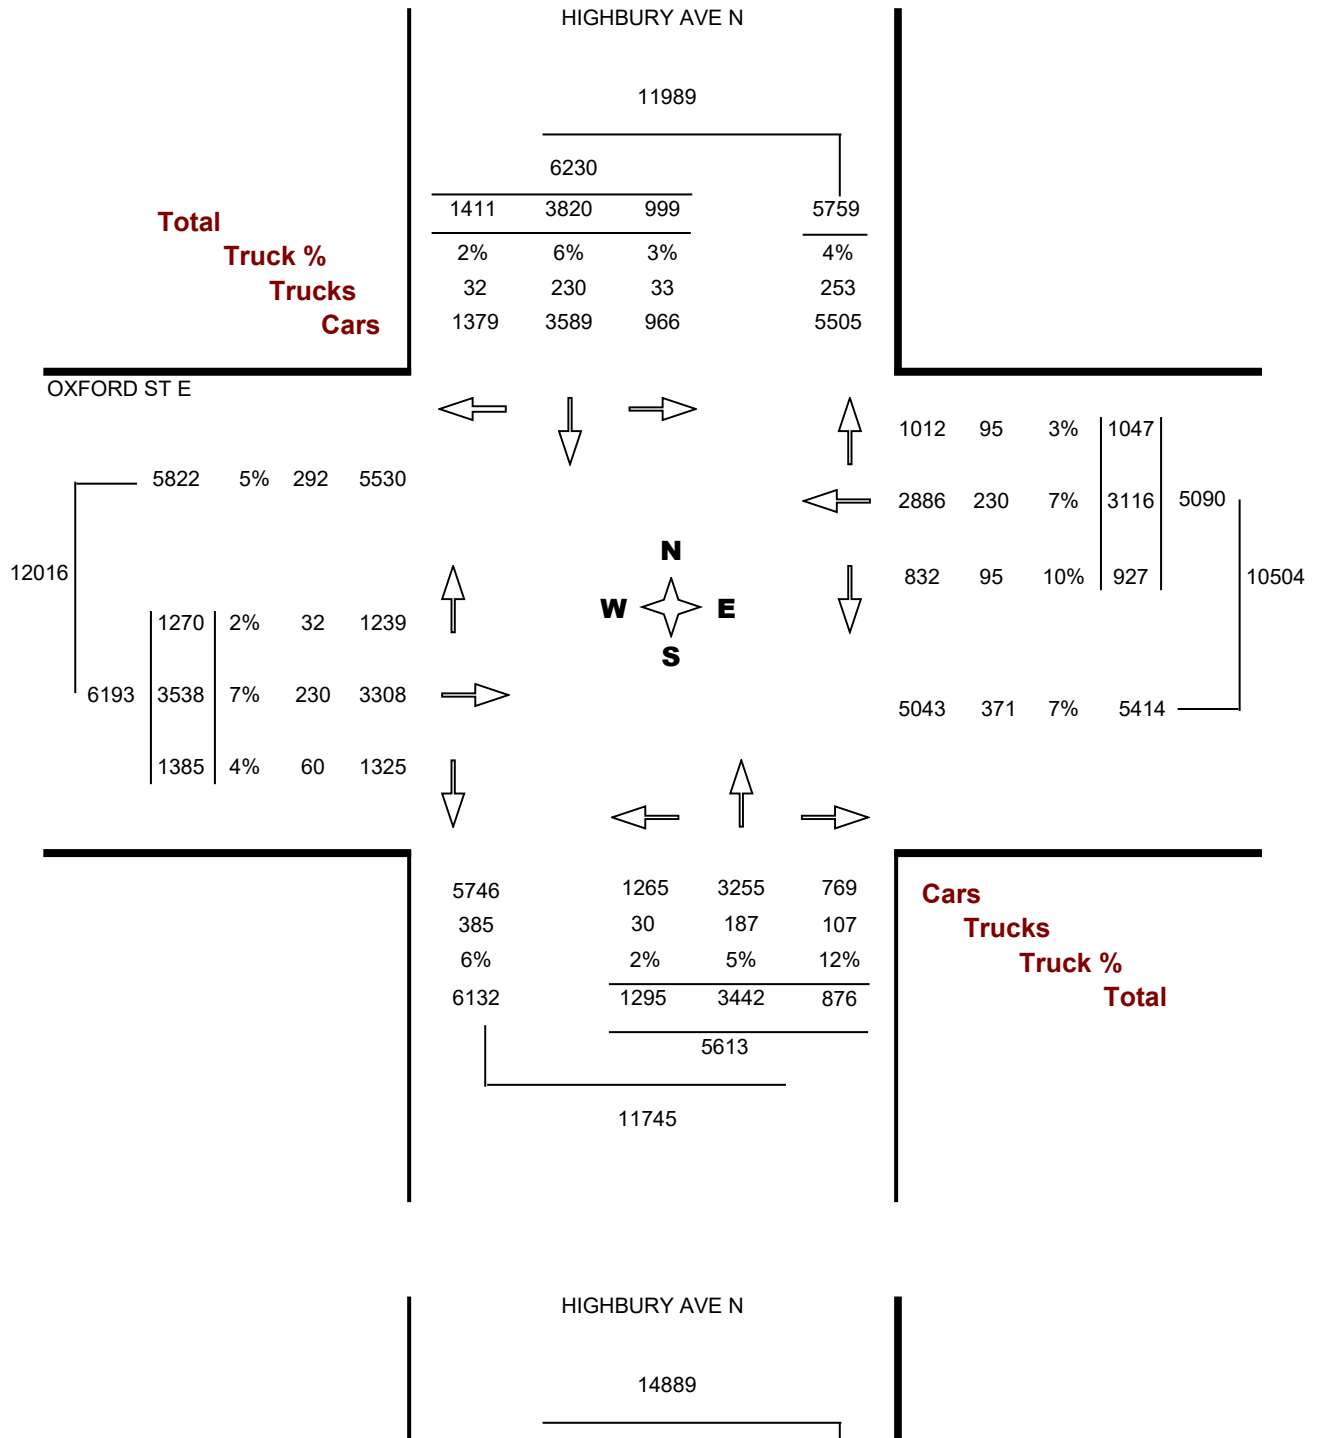 HIGHBURY AVE N
11989
6230
1411 3820 999 5759
Total
2% 6% 3% 4%
Truck %
32 230 33 253
Trucks
1379 3589 966 5505
Cars
OXFORD ST E
1012 95 3% 1047
5822 5% 292 5530
2886 230 7% 3116 5090
N
12016
832 95 10% 927 10504
W E
1270 2% 32 1239
S
6193 3538 7% 230 3308
5043 371 7% 5414
1385 4% 60 1325
5746 1265 3255 769
Cars
385 30 187 107
Trucks
6% 2% 5% 12%
Truck %
6132 1295 3442 876
Total
5613
11745
HIGHBURY AVE N
14889